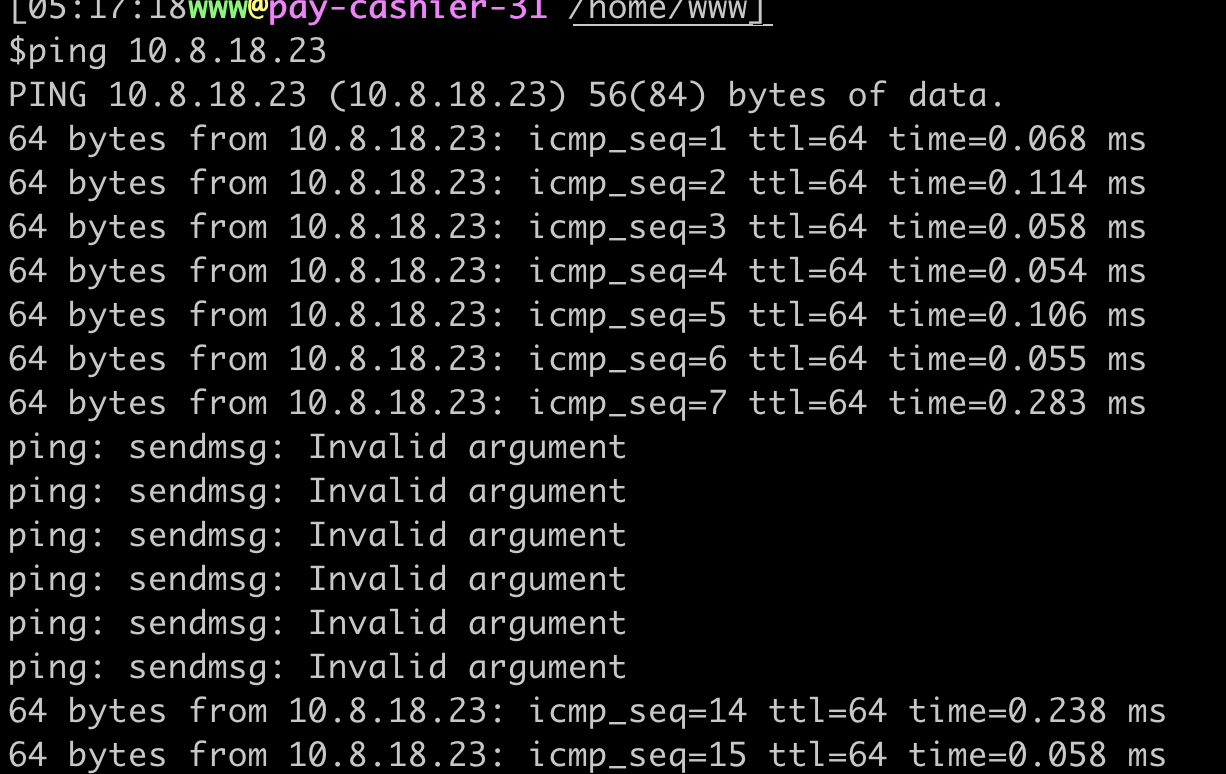 [05:17:18www@pay-cashier-31 /home/www]
$ping 10.8.18.23
PING 10.8.18.23 (10.8.18.23) 56(84) bytes of data.
64 bytes from 10.8.18.23: icmp_seq=1 ttl=64 time=0.068 ms
64 bytes from 10.8.18.23: icmp_seq=2 ttl=64 time=0.114 ms
64 bytes from 10.8.18.23: icmp_seq=3 ttl=64 time=0.058 ms
64 bytes from 10.8.18.23: icmp_seq=4 ttl=64 time=0.054 ms
64 bytes from 10.8.18.23: icmp_seq=5 ttl=64 time=0.106 ms
64 bytes from 10.8.18.23: icmp_seq=6 ttl=64 time=0.055 ms
64 bytes from 10.8.18.23: icmp_seq=7 ttl=64 time=0.283 ms
ping: sendmsg: Invalid argument
ping: sendmsg: Invalid argument
ping: sendmsg: Invalid argument
ping: sendmsg: Invalid argument
ping: sendmsg: Invalid argument
ping: sendmsg: Invalid argument
64 bytes from 10.8.18.23: icmp_seq=14 ttl=64 time=0.238 ms
64 bytes from 10.8.18.23: icmp_seq=15 ttl=64 time=0.058 ms